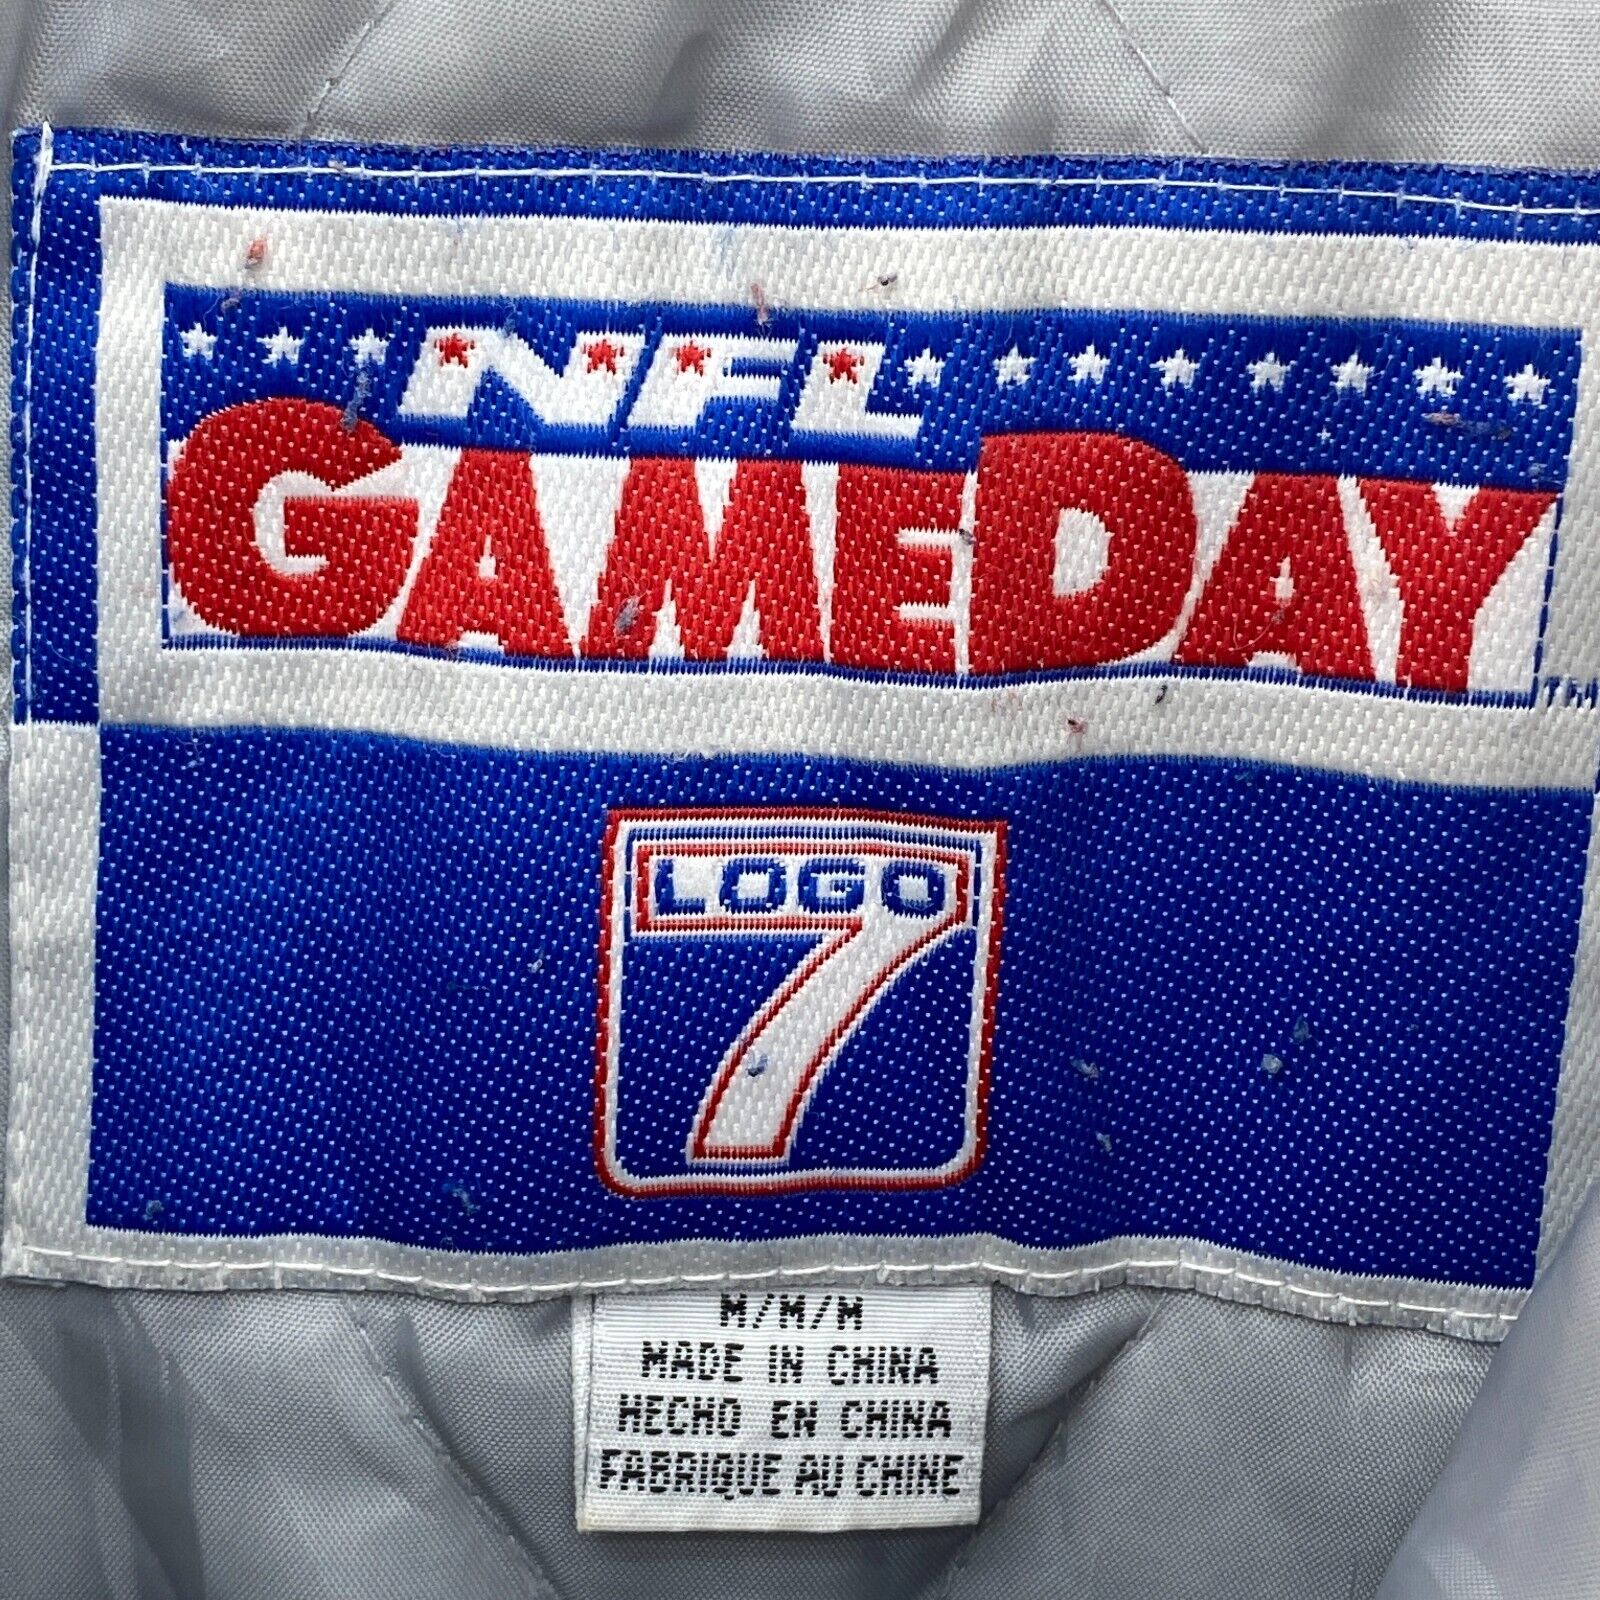 NFL
GAMEDAY
TM
LOGO
7
M/M/M
MADE IN CHINA
HECHO EN CHINA
FABRIQUE AU CHINE